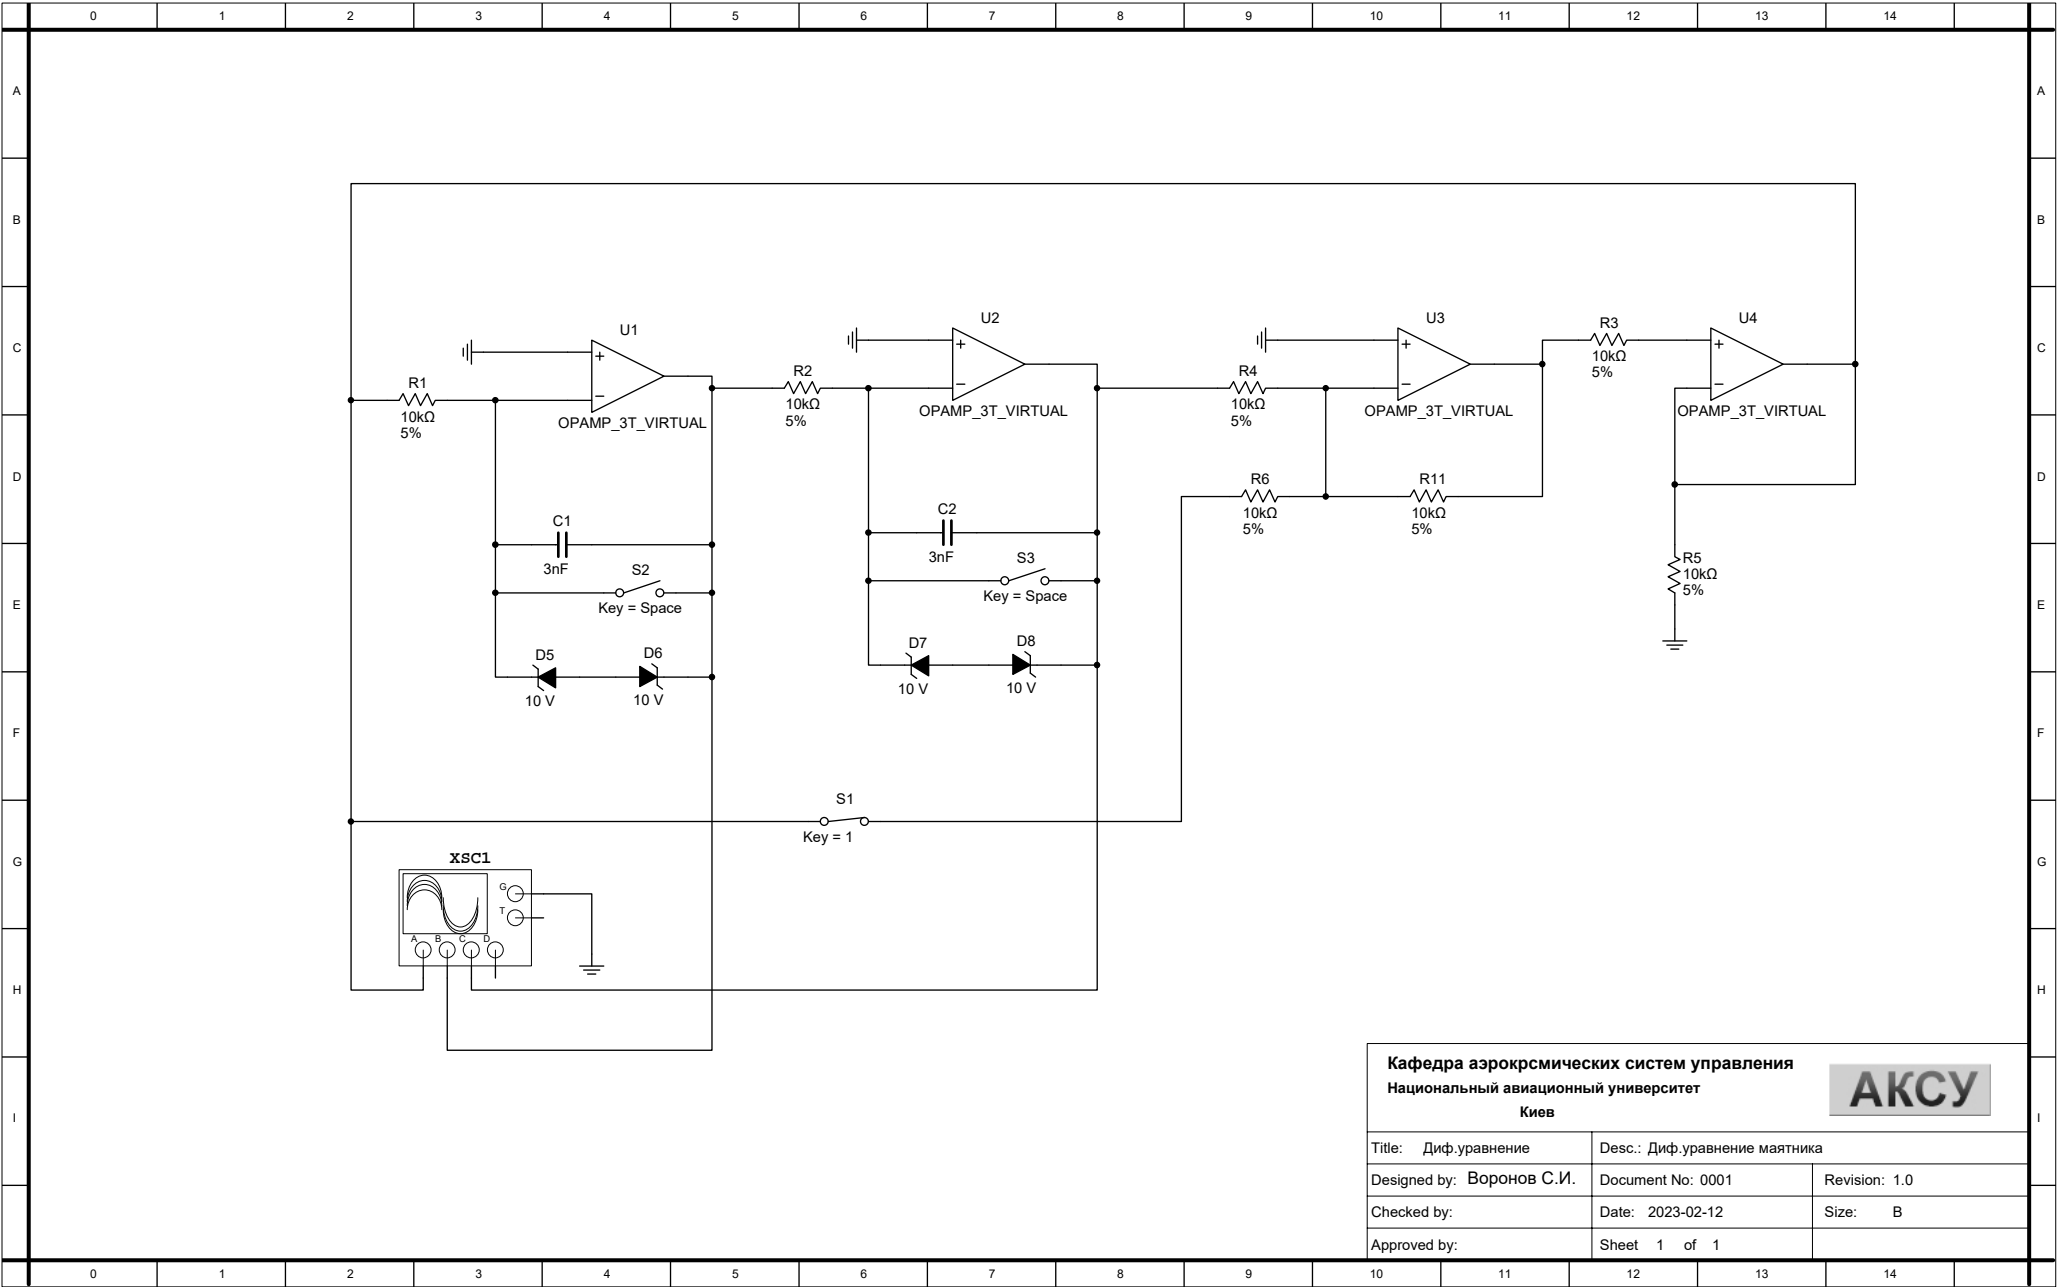 0 1 2 3 4 5 6 7 8 9 10 11 12 13 14
A A
B B
C C
D D
E E
F F
G G
H H
I I
U1
OPAMP_3T_VIRTUAL
R1
10kΩ
5%
C1
3nF
S2
Key = Space
D5
10 V
D6
10 V
R2
10kΩ
5%
U2
OPAMP_3T_VIRTUAL
C2
3nF
S3
Key = Space
D7
10 V
D8
10 V
R4
10kΩ
5%
U3
OPAMP_3T_VIRTUAL
R6
10kΩ
5%
R11
10kΩ
5%
R3
10kΩ
5%
U4
OPAMP_3T_VIRTUAL
R5
10kΩ
5%
S1
Key = 1
XSC1
G
T
A B C D
Кафедра аэрокрсмических систем управления
Национальный авиационный университет
Киев
АКСУ
Title: Диф.уравнение
Desc.: Диф.уравнение маятника
Designed by: Воронов С.И.
Document No: 0001
Revision: 1.0
Checked by:
Date: 2023-02-12
Size: B
Approved by:
Sheet 1 of 1
0 1 2 3 4 5 6 7 8 9 10 11 12 13 14